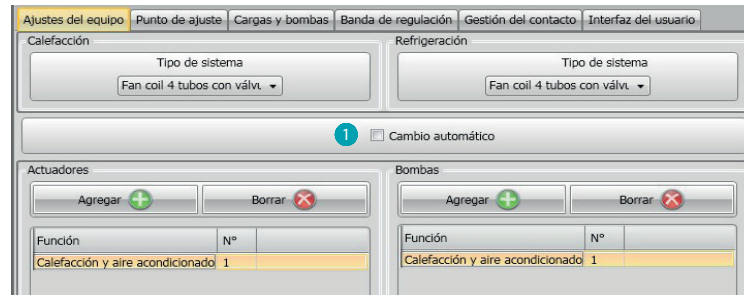 Ajustes del equipo Punto de ajuste Cargas y bombas Banda de regulación Gestión del contacto Interfaz del usuario
Calefacción
Tipo de sistema
Fan coil 4 tubos con válvu
Refrigeración
Tipo de sistema
Fan coil 4 tubos con válvu
1 Cambio automático
Actuadores
Agregar Borrar
Función N°
Calefacción y aire acondicionado 1
Bombas
Agregar Borrar
Función N°
Calefacción y aire acondicionado 1